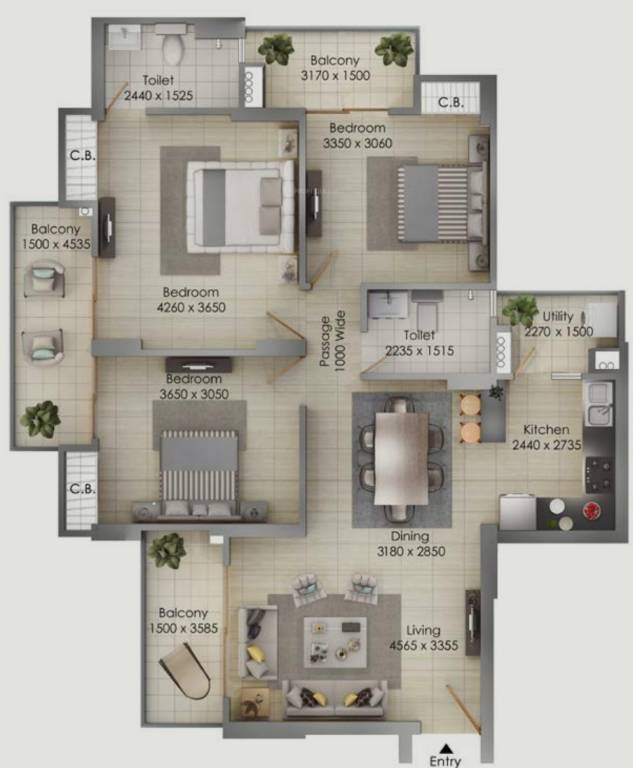 Balcony
3170 x 1500
Toilet
2440 x 1525
C.B.
Bedroom
3350 x 3060
C.B.
Balcony
1500 x 4535
Bedroom
4260 x 3650
Passage
1000 Wide
Toilet
2235 x 1515
Utility
2270 x 1500
Bedroom
3650 x 3050
Kitchen
2440 x 2735
C.B.
Dining
3180 x 2850
Balcony
1500 x 3585
Living
4565 x 3355
Entry